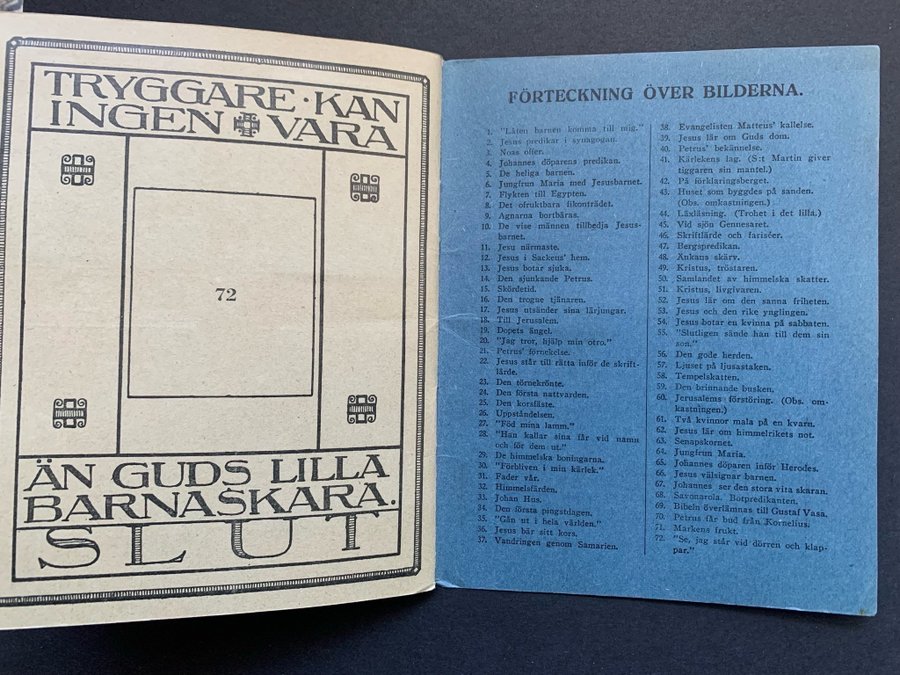 TRYGGARE · KAN
INGEN VARA
72
ÄN GUDS LILLA
BARNASKARA.
SLUT
FÖRTECKNING ÖVER BILDERNA.
1. "Låten barnen komma till mig."
2. Jesus predikar i synagogan.
3. Noas offer.
4. Johannes döparens predikan.
5. De heliga barnen.
6. Jungfrun Maria med Jesusbarnet.
7. Flykten till Egypten.
8. Det ofruktbara fikonträdet.
9. Agnarna bortbäras.
10. De vise männen tillbedja Jesus-
barnet.
11. Jesu närmaste.
12. Jesus i Sackeus' hem.
13. Jesus botar sjuka.
14. Den sjunkande Petrus.
15. Skördetid.
16. Den trogne tjänaren.
17. Jesus utsänder sina lärjungar.
18. Till Jerusalem.
19. Dopets ängel.
20. "Jag tror, hjälp min otro."
21. Petrus' förnekelse.
22. Jesus står till rätta inför de skrift-
lärde.
23. Den törnekrönte.
24. Den första nattvarden.
25. Den korsfäste.
26. Uppståndelsen.
27. "Föd mina lamm."
28. "Han kallar sina får vid namn
och för dem ut."
29. De himmelska boningarna.
30. "Förbliven i min kärlek."
31. Fader vår.
32. Himmelsfärden.
33. Johan Hus.
34. Den första pingstdagen.
35. "Gån ut i hela världen."
36. Jesus bär sitt kors.
37. Vandringen genom Samarien.
38. Evangelisten Matteus' kallelse.
39. Jesus lär om Guds dom.
40. Petrus' bekännelse.
41. Kärlekens lag. (S:t Martin giver
tiggaren sin mantel.)
42. På förklaringsberget.
43. Huset som byggdes på sanden.
(Obs. omkastningen.)
44. Läxläsning. (Trohet i det lilla.)
45. Vid sjön Gennesaret.
46. Skriftlärde och fariséer.
47. Bergspredikan.
48. Änkans skärv.
49. Kristus, tröstaren.
50. Samlandet av himmelska skatter.
51. Kristus, livgivaren.
52. Jesus lär om den sanna friheten.
53. Jesus och den rike ynglingen.
54. Jesus botar en kvinna på sabbaten.
55. "Slutligen sände han till dem sin
son."
56. Den gode herden.
57. Ljuset på ljusastaken.
58. Tempelskatten.
59. Den brinnande busken.
60. Jerusalems förstöring. (Obs. om-
kastningen.)
61. Två kvinnor mala på en kvarn.
62. Jesus lär om himmelrikets not.
63. Senapskornet.
64. Jungfrun Maria.
65. Johannes döparen inför Herodes.
66. Jesus välsignar barnen.
67. Johannes ser den stora vita skaran.
68. Savonarola. Botpredikanten.
69. Bibeln överlämnas till Gustaf Vasa.
70. Petrus får bud från Kornelius.
71. Markens frukt.
72. "Se, jag står vid dörren och klap-
par."